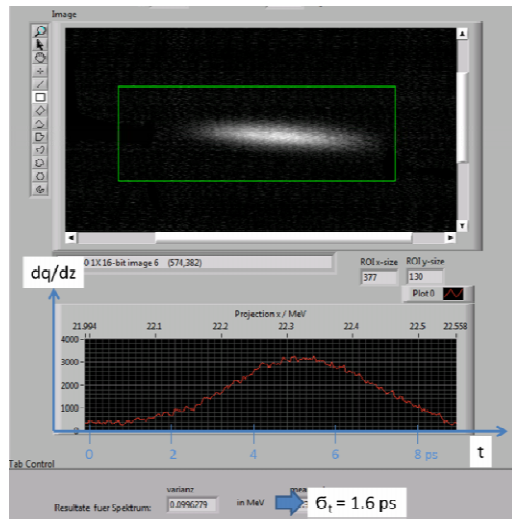 Image
0 1X 16-bit image 6 (574,382)
ROI x-size ROI y-size
377 130
dq/dz
Plot 0
Projection x / MeV
21.994 22.1 22.2 22.3 22.4 22.5 22.558
4000
3000
2000
1000
0
0 2 4 6 8 ps t
Tab Control
varianz
Resultate fuer Spektrum: 0.0996279 in MeV σt = 1.6 ps